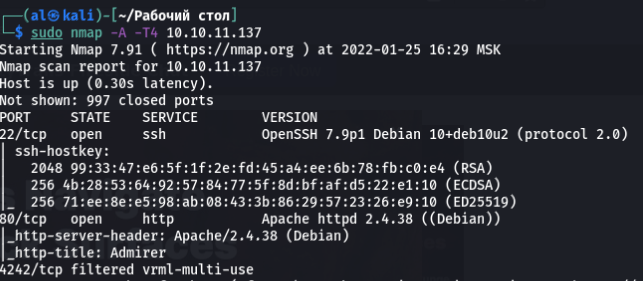 ┌──(al㉿kali)-[~/Рабочий стол]
└─$ sudo nmap -A -T4 10.10.11.137
Starting Nmap 7.91 ( https://nmap.org ) at 2022-01-25 16:29 MSK
Nmap scan report for 10.10.11.137
Host is up (0.30s latency).
Not shown: 997 closed ports
PORT     STATE    SERVICE        VERSION
22/tcp   open     ssh            OpenSSH 7.9p1 Debian 10+deb10u2 (protocol 2.0)
| ssh-hostkey:
|   2048 99:33:47:e6:5f:1f:2e:fd:45:a4:ee:6b:78:fb:c0:e4 (RSA)
|   256 4b:28:53:64:92:57:84:77:5f:8d:bf:af:d5:22:e1:10 (ECDSA)
|_  256 71:ee:8e:e5:98:ab:08:43:3b:86:29:57:23:26:e9:10 (ED25519)
80/tcp   open     http           Apache httpd 2.4.38 ((Debian))
|_http-server-header: Apache/2.4.38 (Debian)
|_http-title: Admirer
4242/tcp filtered vrml-multi-use